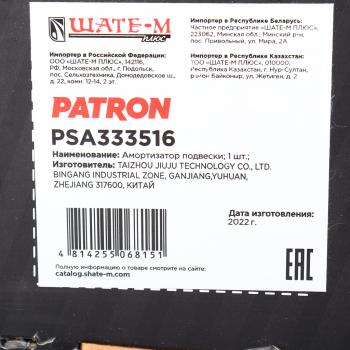 ШАТЕ-М
ПЛЮС
Импортер в Российской Федерации:
ООО «ШАТЕ-М ПЛЮС», 142116,
РФ, Московская обл., г. Подольск,
пос. Сельхозтехника, Домодедовское ш.,
д. 22, комн. 12-14, 2 эт.
Импортер в Республике Беларусь:
Частное предприятие «ШАТЕ-М ПЛЮС»,
223062, Минская обл., Минский р-н,
пос. Привольный, ул. Мира, 2А
Импортер в Республике Казахстан:
ТОО «ШАТЕ-М ПЛЮС», 010000,
Республика Казахстан, г. Нур-Султан,
район Байконыр, ул. Жетиген, д. 2
PATRON
PSA333516
Наименование: Амортизатор подвески; 1 шт.;
Изготовитель: TAIZHOU JIUJU TECHNOLOGY CO., LTD.
BINGANG INDUSTRIAL ZONE, GANJIANG,YUHUAN,
ZHEJIANG 317600, КИТАЙ
Дата изготовления:
2022 г.
4 814255 068151
EAC
Полную информацию о товаре смотрите на сайте:
catalog.shate-m.com